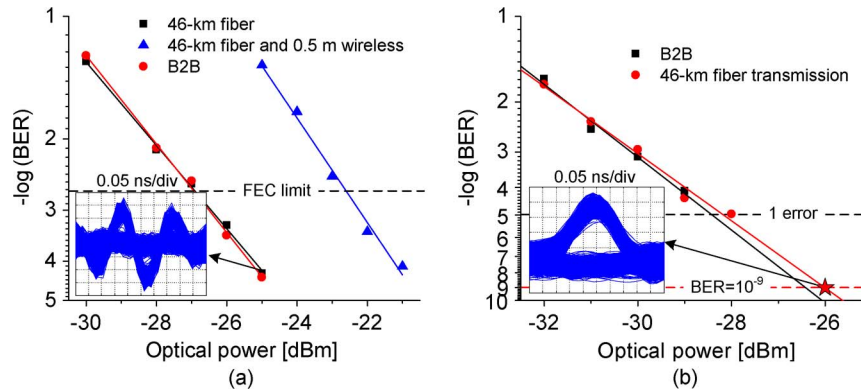 46-km fiber
46-km fiber and 0.5 m wireless
B2B
-log (BER)
1
2
3
4
5
0.05 ns/div
FEC limit
-30 -28 -26 -24 -22
Optical power [dBm]
(a)
B2B
46-km fiber transmission
-log (BER)
1
2
3
4
5
6
7
8
9
10
0.05 ns/div
1 error
BER=10⁻⁹
-32 -30 -28 -26
Optical power [dBm]
(b)